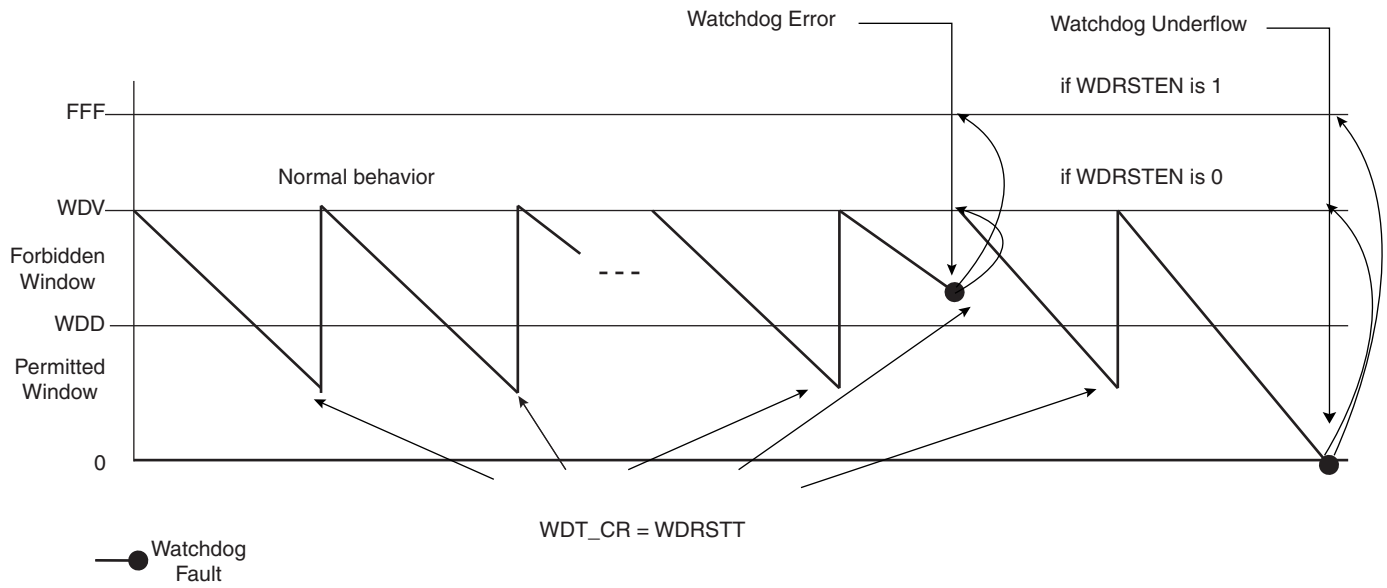 Watchdog Error
Watchdog Underflow
if WDRSTEN is 1
FFF
Normal behavior
if WDRSTEN is 0
WDV
Forbidden
Window
WDD
Permitted
Window
0
WDT_CR = WDRSTT
Watchdog
Fault